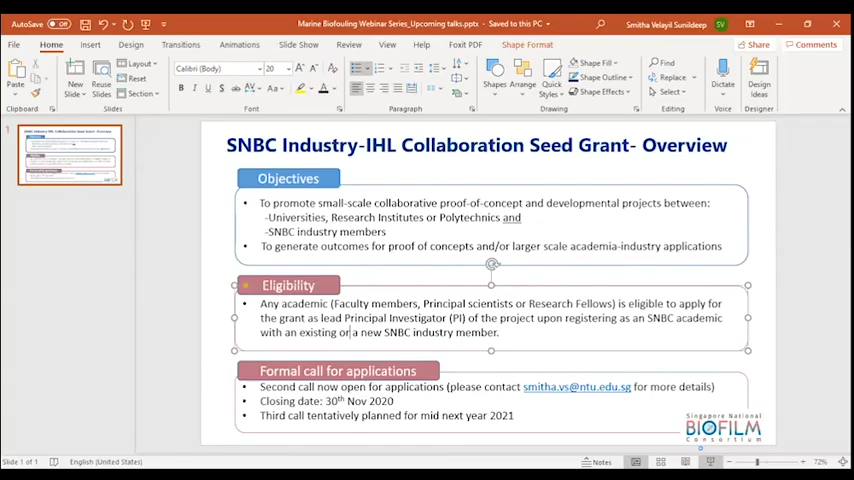 AutoSave Off
Marine Biofouling Webinar Series_Upcoming talks.pptx - Saved to this PC
Smitha Velayil Sunildeep SV
File Home Insert Design Transitions Animations Slide Show Review View Help Foxit PDF Shape Format
Share Comments
Paste
New Slide
Reuse Slides
Layout
Reset
Section
Calibri (Body) 20
Shapes Arrange Quick Styles
Shape Fill
Shape Outline
Shape Effects
Find
Replace
Select
Dictate
Design Ideas
Clipboard Slides Font Paragraph Drawing Editing Voice Designer
1
SNBC Industry-IHL Collaboration Seed Grant- Overview
Objectives
• To promote small-scale collaborative proof-of-concept and developmental projects between:
-Universities, Research Institutes or Polytechnics and
-SNBC industry members
• To generate outcomes for proof of concepts and/or larger scale academia-industry applications
Eligibility
• Any academic (Faculty members, Principal scientists or Research Fellows) is eligible to apply for
the grant as lead Principal Investigator (PI) of the project upon registering as an SNBC academic
with an existing or a new SNBC industry member.
Formal call for applications
• Second call now open for applications (please contact smitha.vs@ntu.edu.sg for more details)
• Closing date: 30th Nov 2020
• Third call tentatively planned for mid next year 2021
Singapore National
BIOFILM
Consortium
Slide 1 of 1 English (United States) Notes 72%